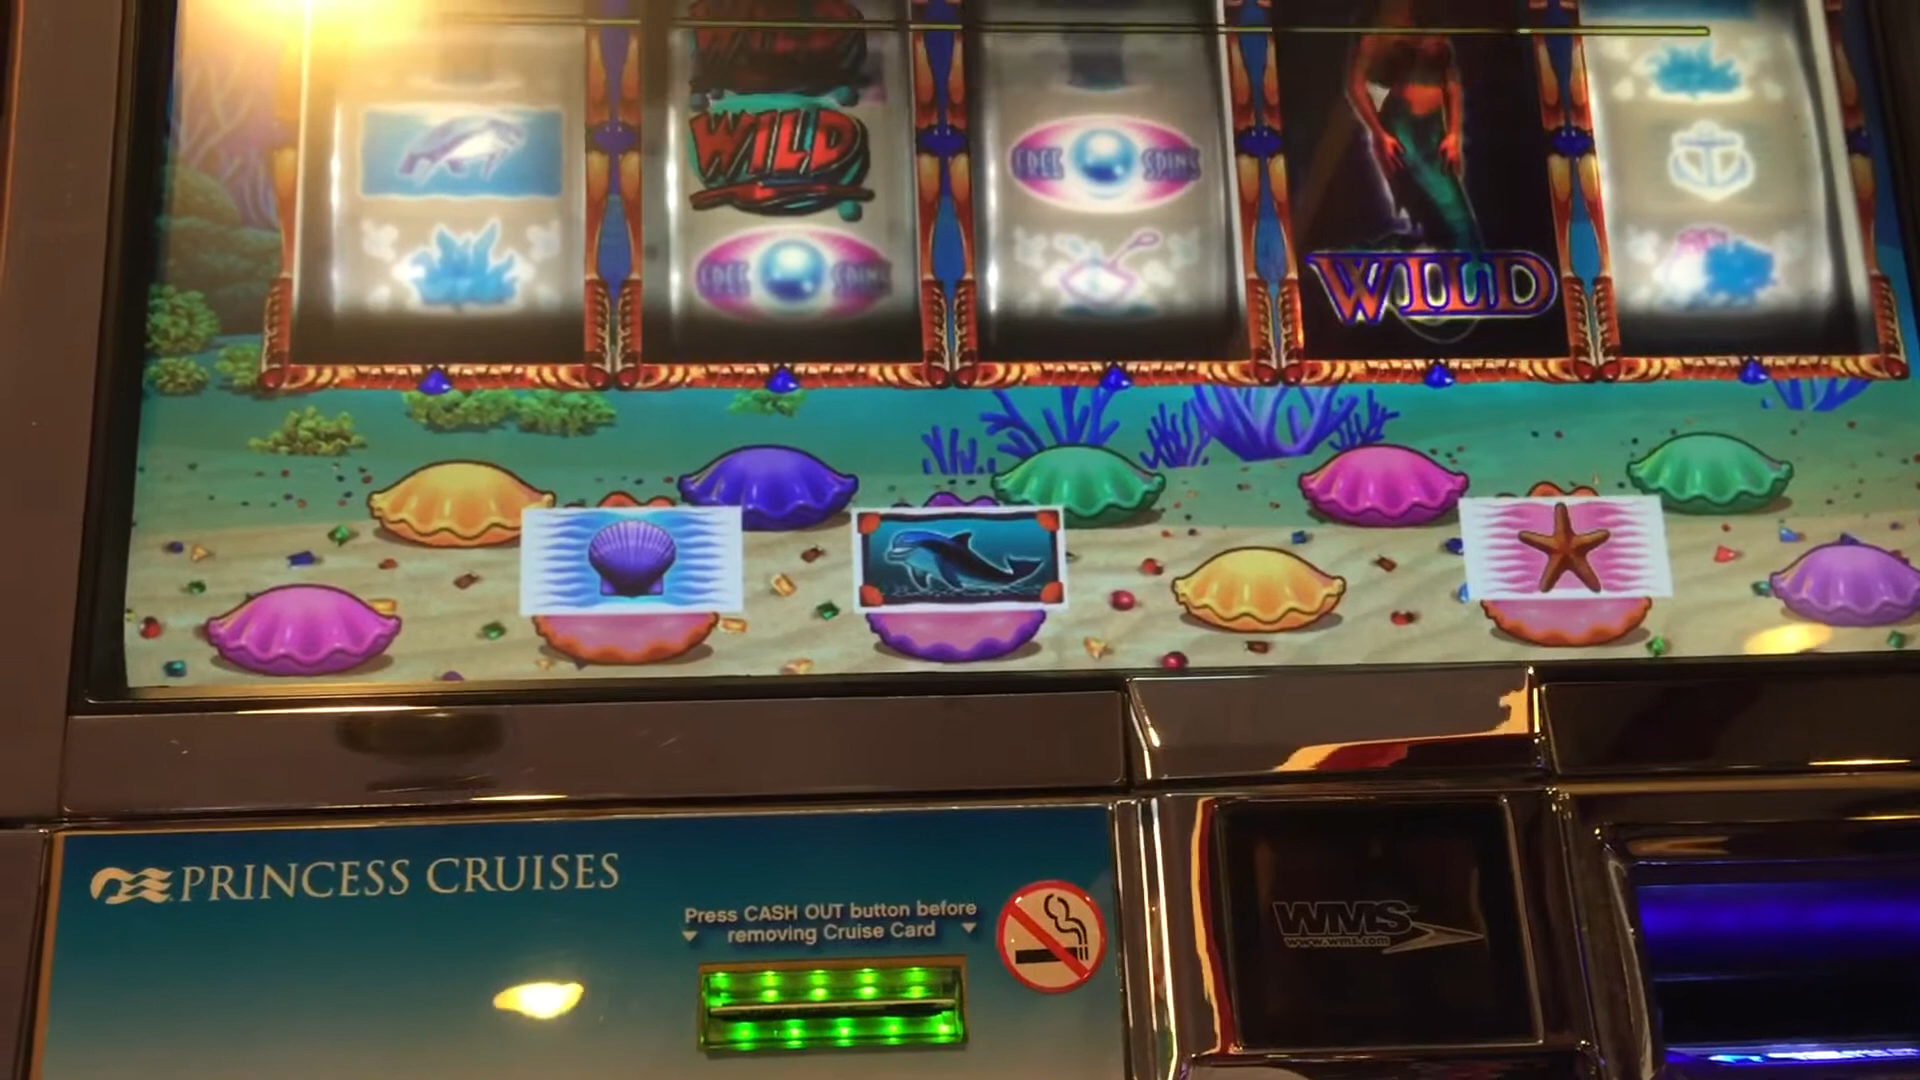 WILD
WILD
FREE SPINS
FREE SPINS
WILD
PRINCESS CRUISES
Press CASH OUT button before
removing Cruise Card
WMS
www.wms.com